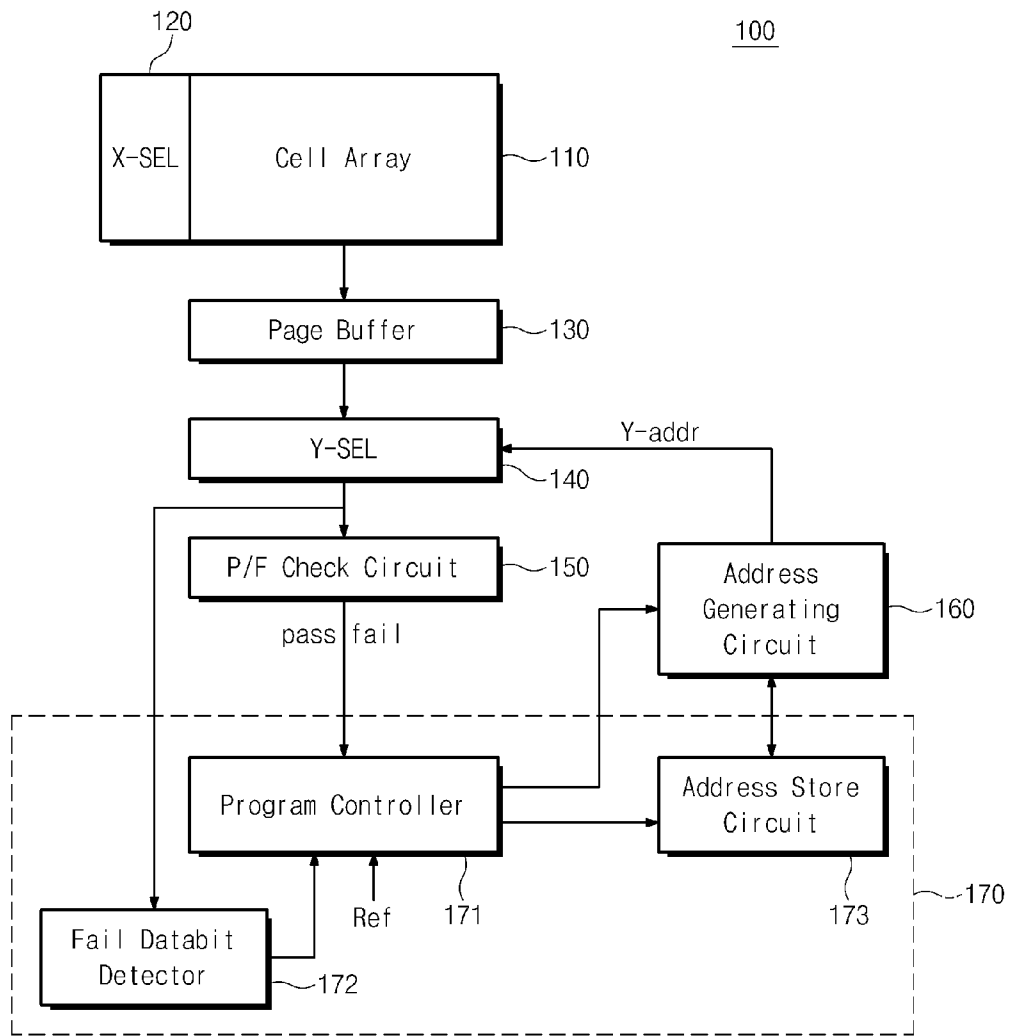 120
100
X-SEL
Cell Array
110
Page Buffer
130
Y-SEL
140
Y-addr
P/F Check Circuit
150
Address
Generating
Circuit
160
pass fail
Program Controller
171
Address Store
Circuit
173
170
Ref
Fail Databit
Detector
172